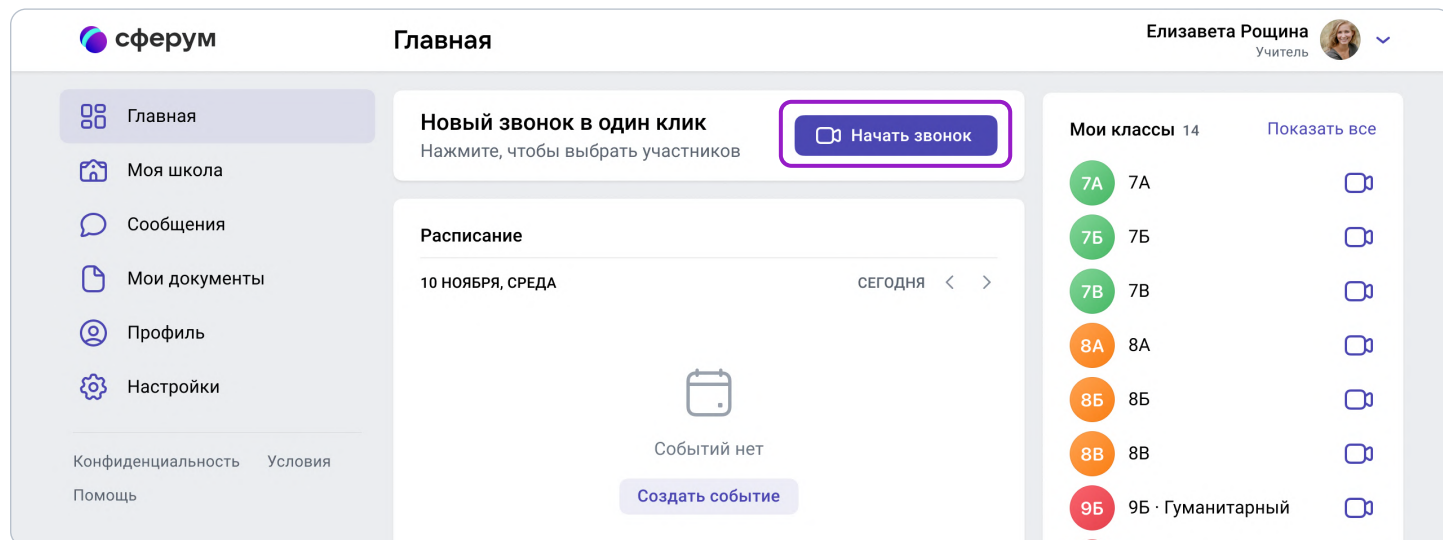 сферум
Главная
Елизавета Рощина
Учитель
Главная
Моя школа
Сообщения
Мои документы
Профиль
Настройки
Конфиденциальность Условия
Помощь
Новый звонок в один клик
Нажмите, чтобы выбрать участников
Начать звонок
Расписание
10 НОЯБРЯ, СРЕДА
СЕГОДНЯ
Событий нет
Создать событие
Мои классы 14 Показать все
7А 7А
7Б 7Б
7В 7В
8А 8А
8Б 8Б
8В 8В
9Б 9Б · Гуманитарный